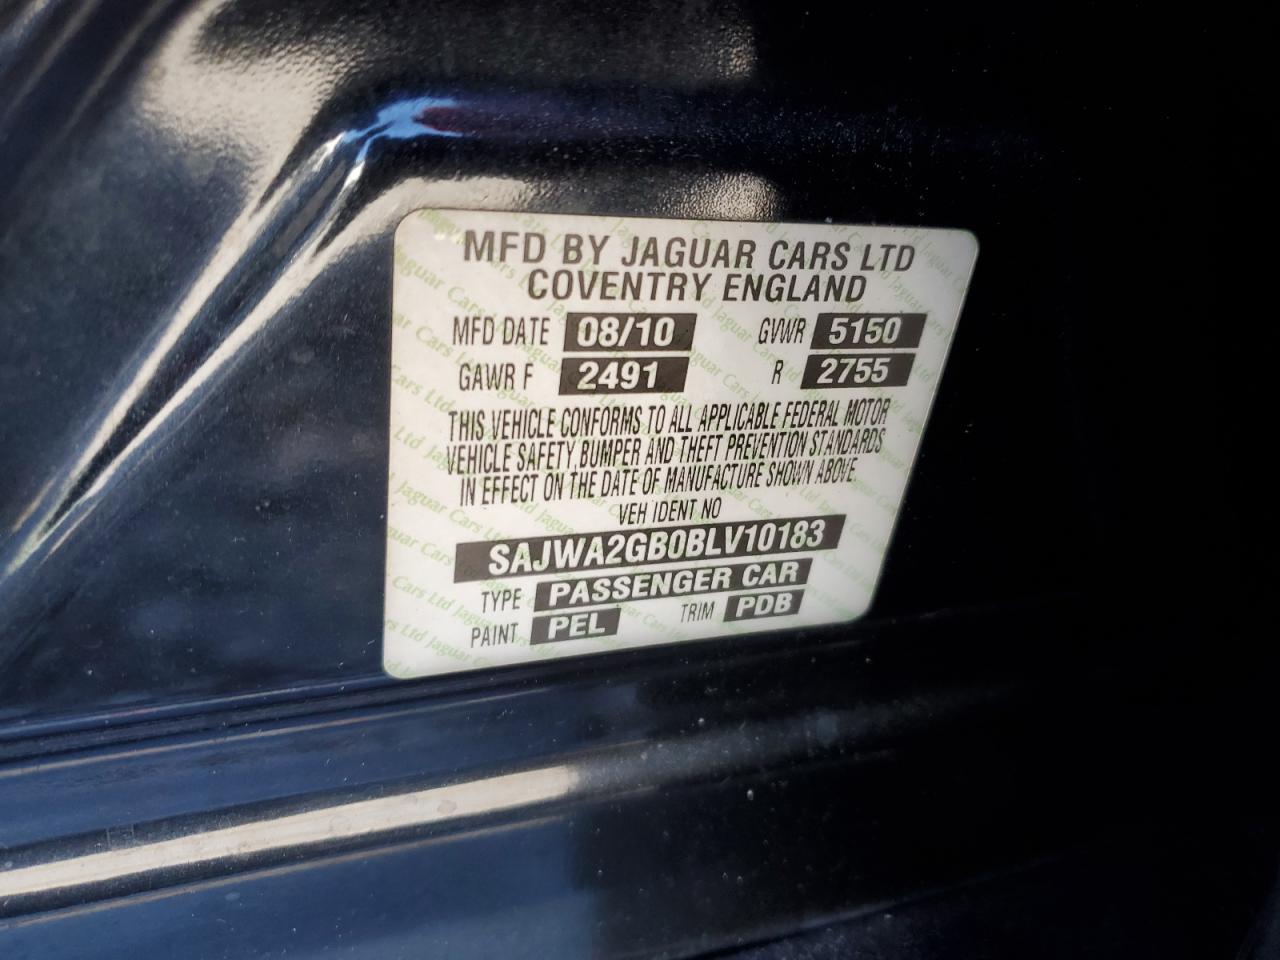 MFD BY JAGUAR CARS LTD
COVENTRY ENGLAND
MFD DATE 08/10 GVWR 5150
GAWR F 2491 R 2755
THIS VEHICLE CONFORMS TO ALL APPLICABLE FEDERAL MOTOR
VEHICLE SAFETY, BUMPER AND THEFT PREVENTION STANDARDS
IN EFFECT ON THE DATE OF MANUFACTURE SHOWN ABOVE
VEH IDENT NO
SAJWA2GB0BLV10183
TYPE PASSENGER CAR
PAINT PEL TRIM PDB